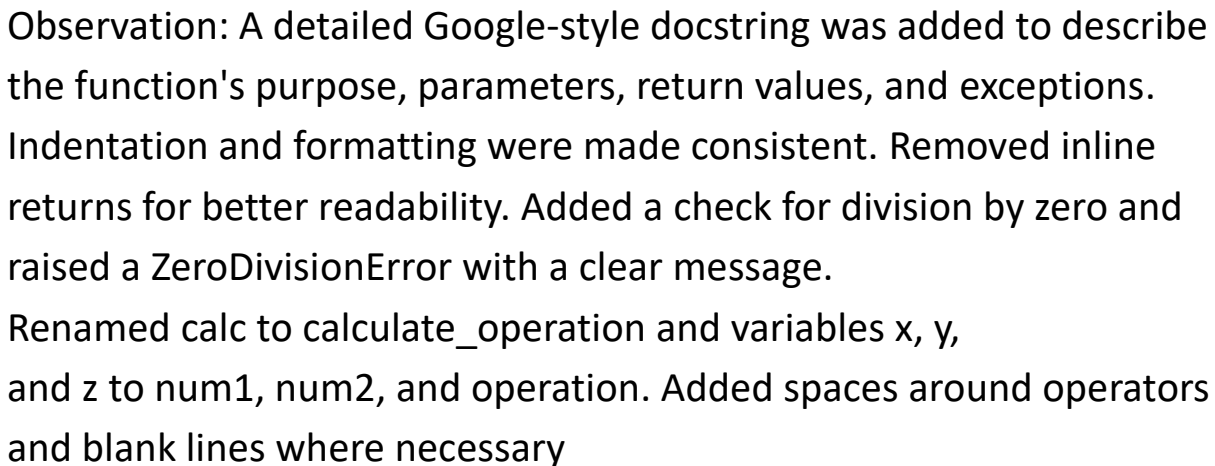 Observation: A detailed Google-style docstring was added to describe
the function's purpose, parameters, return values, and exceptions.
Indentation and formatting were made consistent. Removed inline
returns for better readability. Added a check for division by zero and
raised a ZeroDivisionError with a clear message.
Renamed calc to calculate_operation and variables x, y,
and z to num1, num2, and operation. Added spaces around operators
and blank lines where necessary